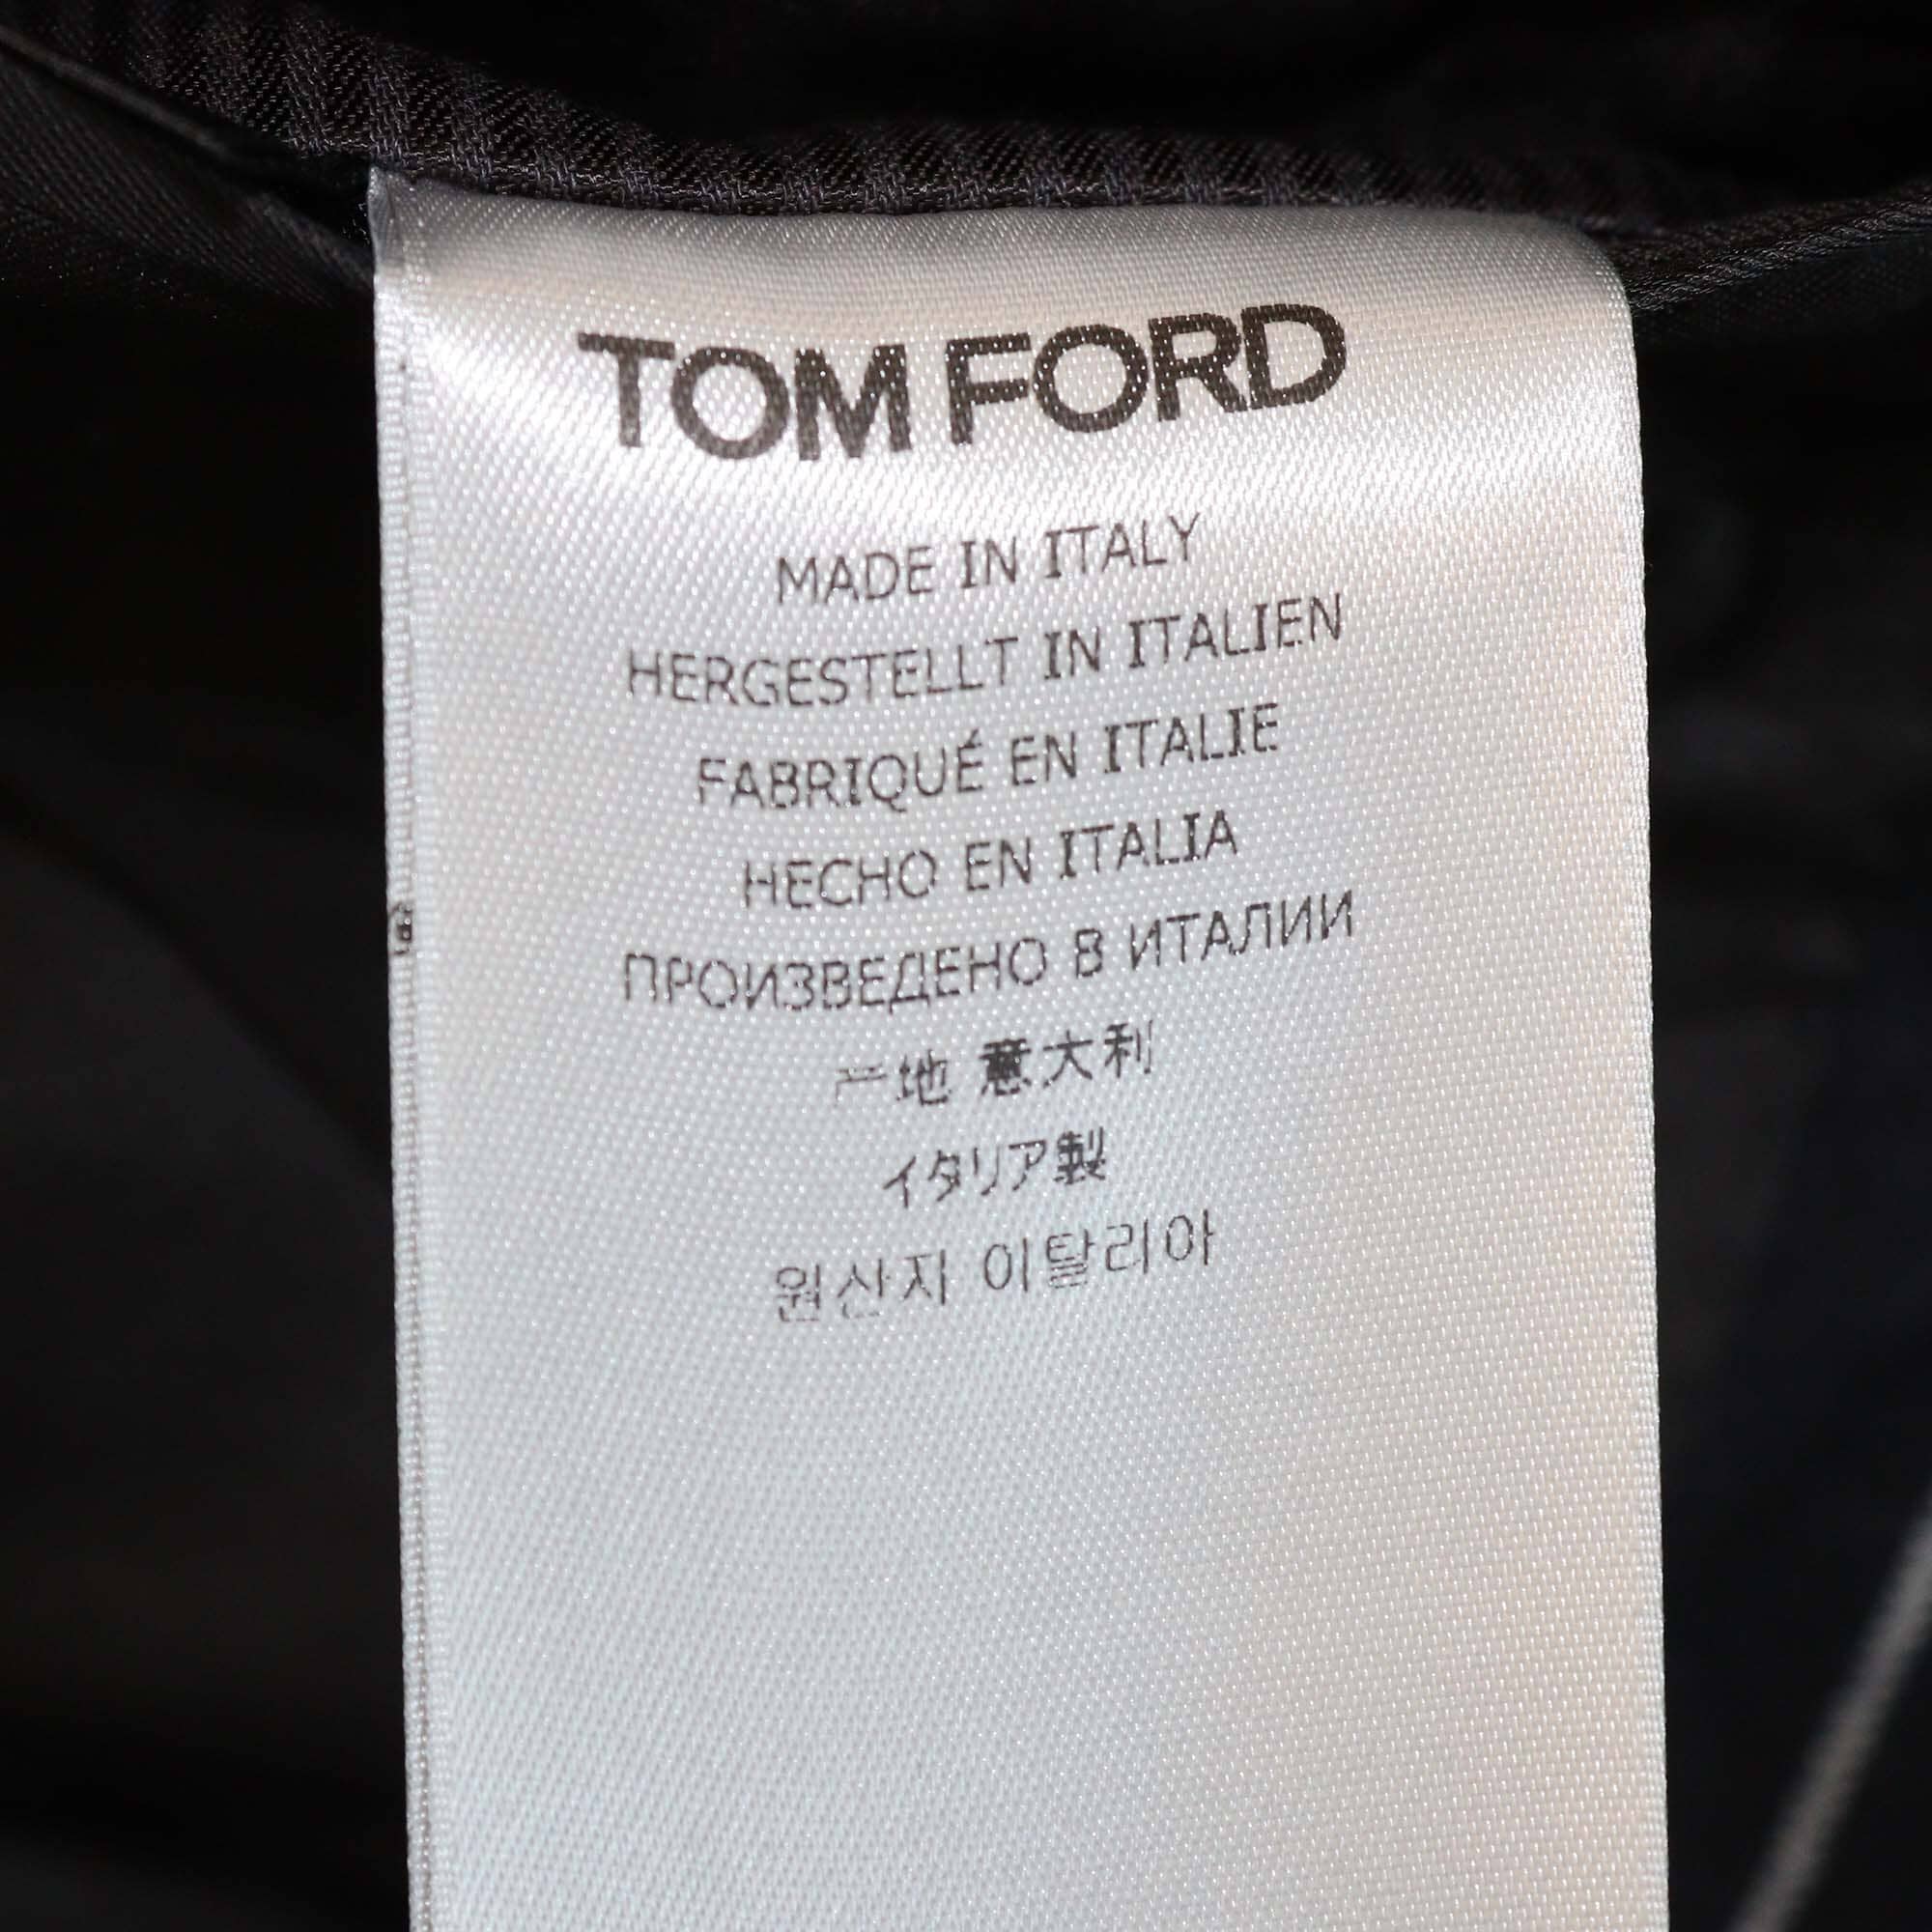 TOM FORD
MADE IN ITALY
HERGESTELLT IN ITALIEN
FABRIQUÉ EN ITALIE
HECHO EN ITALIA
ПРОИЗВЕДЕНО В ИТАЛИИ
产地 意大利
イタリア製
원산지 이탈리아